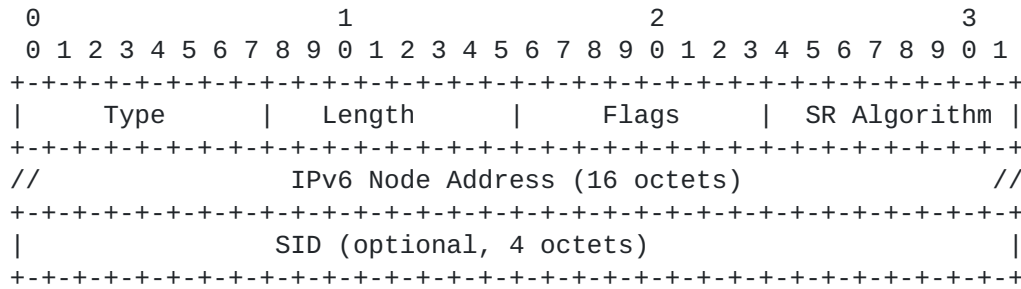 0                   1                   2                   3
 0 1 2 3 4 5 6 7 8 9 0 1 2 3 4 5 6 7 8 9 0 1 2 3 4 5 6 7 8 9 0 1
+-+-+-+-+-+-+-+-+-+-+-+-+-+-+-+-+-+-+-+-+-+-+-+-+-+-+-+-+-+-+-+-+
|     Type      |   Length      |     Flags     |  SR Algorithm |
+-+-+-+-+-+-+-+-+-+-+-+-+-+-+-+-+-+-+-+-+-+-+-+-+-+-+-+-+-+-+-+-+
//                IPv6 Node Address (16 octets)                //
+-+-+-+-+-+-+-+-+-+-+-+-+-+-+-+-+-+-+-+-+-+-+-+-+-+-+-+-+-+-+-+-+
|                SID (optional, 4 octets)                       |
+-+-+-+-+-+-+-+-+-+-+-+-+-+-+-+-+-+-+-+-+-+-+-+-+-+-+-+-+-+-+-+-+